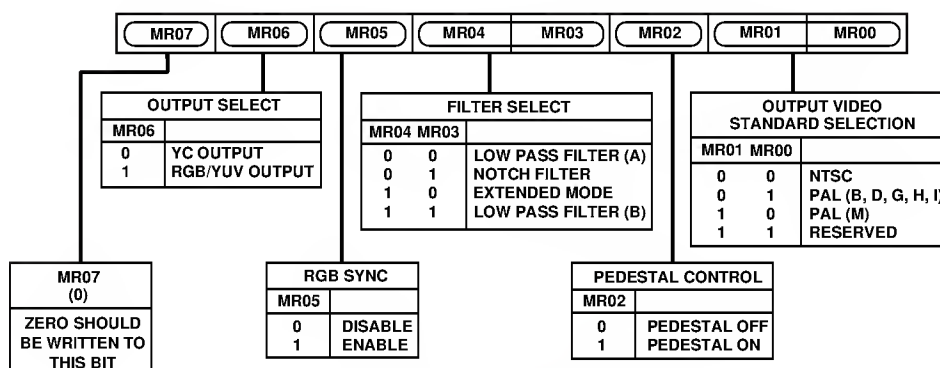 MR07 MR06 MR05 MR04 MR03 MR02 MR01 MR00
OUTPUT SELECT
MR06
0 YC OUTPUT
1 RGB/YUV OUTPUT
FILTER SELECT
MR04 MR03
0 0 LOW PASS FILTER (A)
0 1 NOTCH FILTER
1 0 EXTENDED MODE
1 1 LOW PASS FILTER (B)
OUTPUT VIDEO
STANDARD SELECTION
MR01 MR00
0 0 NTSC
0 1 PAL (B, D, G, H, I)
1 0 PAL (M)
1 1 RESERVED
MR07
(0)
ZERO SHOULD
BE WRITTEN TO
THIS BIT
RGB SYNC
MR05
0 DISABLE
1 ENABLE
PEDESTAL CONTROL
MR02
0 PEDESTAL OFF
1 PEDESTAL ON